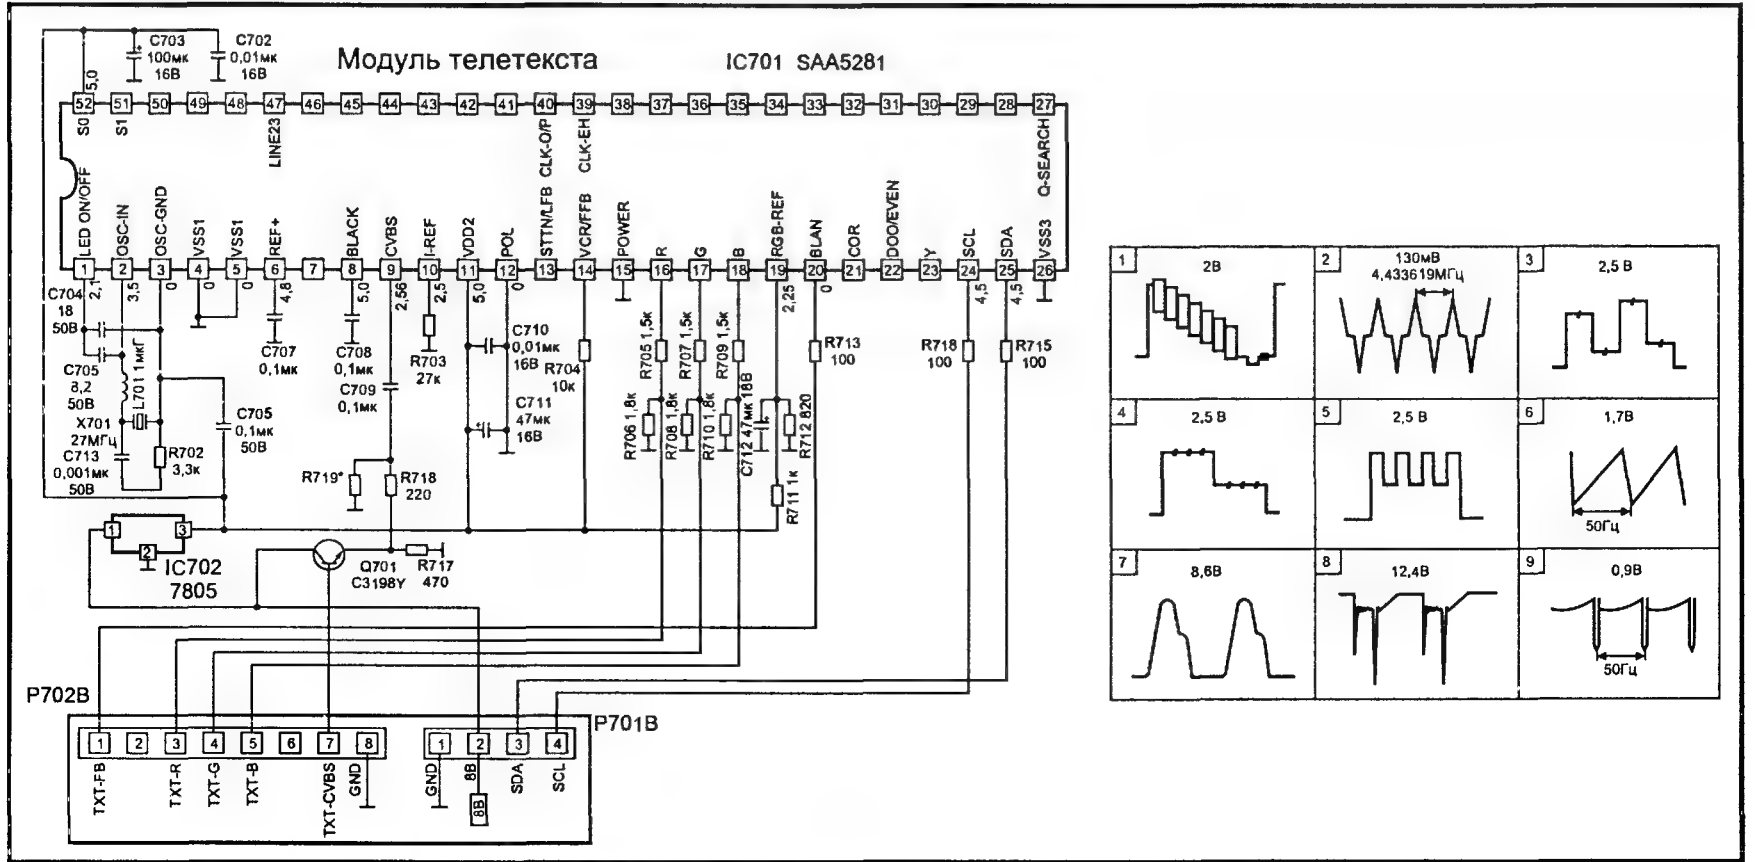 Модуль телетекста
IC701 SAA5281
C703
100мк
16В
C702
0,01мк
16В
5,0
52 51 50 49 48 47 46 45 44 43 42 41 40 39 38 37 36 35 34 33 32 31 30 29 28 27
S0
S1
LINE23
CLK-O/P
CLK-EH
Q-SEARCH
LED ON/OFF
OSC-IN
OSC-GND
VSS1
VSS1
REF+
BLACK
CVBS
I-REF
VDD2
POL
STTN/LFB
VCR/FFB
POWER
R
G
B
RGB-REF
BLAN
COR
DOO/EVEN
Y
SCL
SDA
VSS3
1 2 3 4 5 6 7 8 9 10 11 12 13 14 15 16 17 18 19 20 21 22 23 24 25 26
2,1
3,5
0
0
0
4,8
5,0
2,56
2,5
5,0
0
2,25
0
4,5
4,5
C704
18
50В
C705
8,2
50В
L701 1мкГ
X701
27МГц
C713
0,001мк
50В
R702
3,3к
C705
0,1мк
50В
C707
0,1мк
C708
0,1мк
C709
0,1мк
R703
27к
C710
0,01мк
16В
C711
47мк
16В
R704
10к
R705 1,5к
R707 1,5к
R709 1,5к
R706 1,8к
R708 1,8к
R710 1,8к
C712 47мк 18В
R712 820
R711 1к
R713
100
R718
100
R715
100
R719*
R718
220
1
2
3
IC702
7805
Q701
C3198Y
R717
470
P702B
P701B
1 2 3 4 5 6 7 8
1 2 3 4
TXT-FB
TXT-R
TXT-G
TXT-B
TXT-CVBS
GND
GND
8В
SDA
SCL
8В
1
2В
2
130мВ
4,433619МГц
3
2,5 В
4
2,5 В
5
2,5 В
6
1,7В
50Гц
7
8,6В
8
12,4В
9
0,9В
50Гц